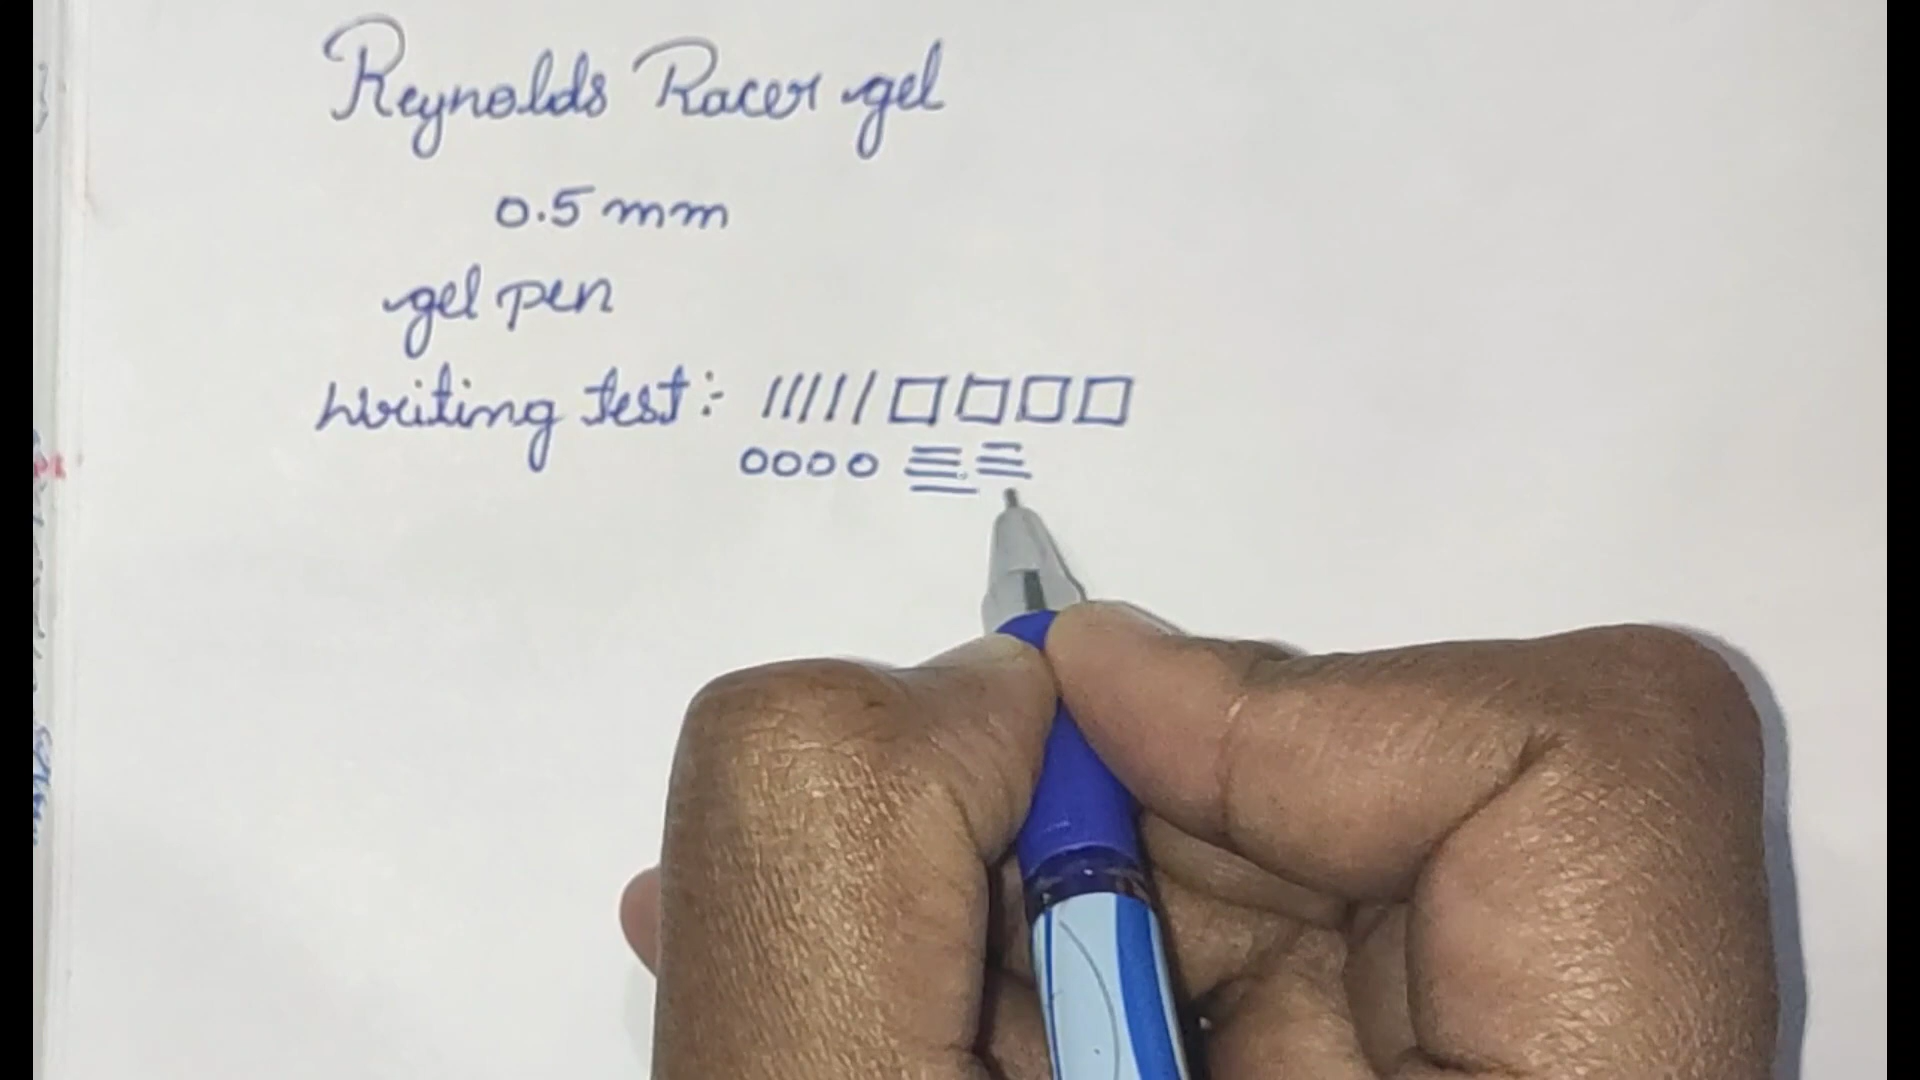 Reynolds Racer gel
0.5 mm
gel pen
Writing test :-